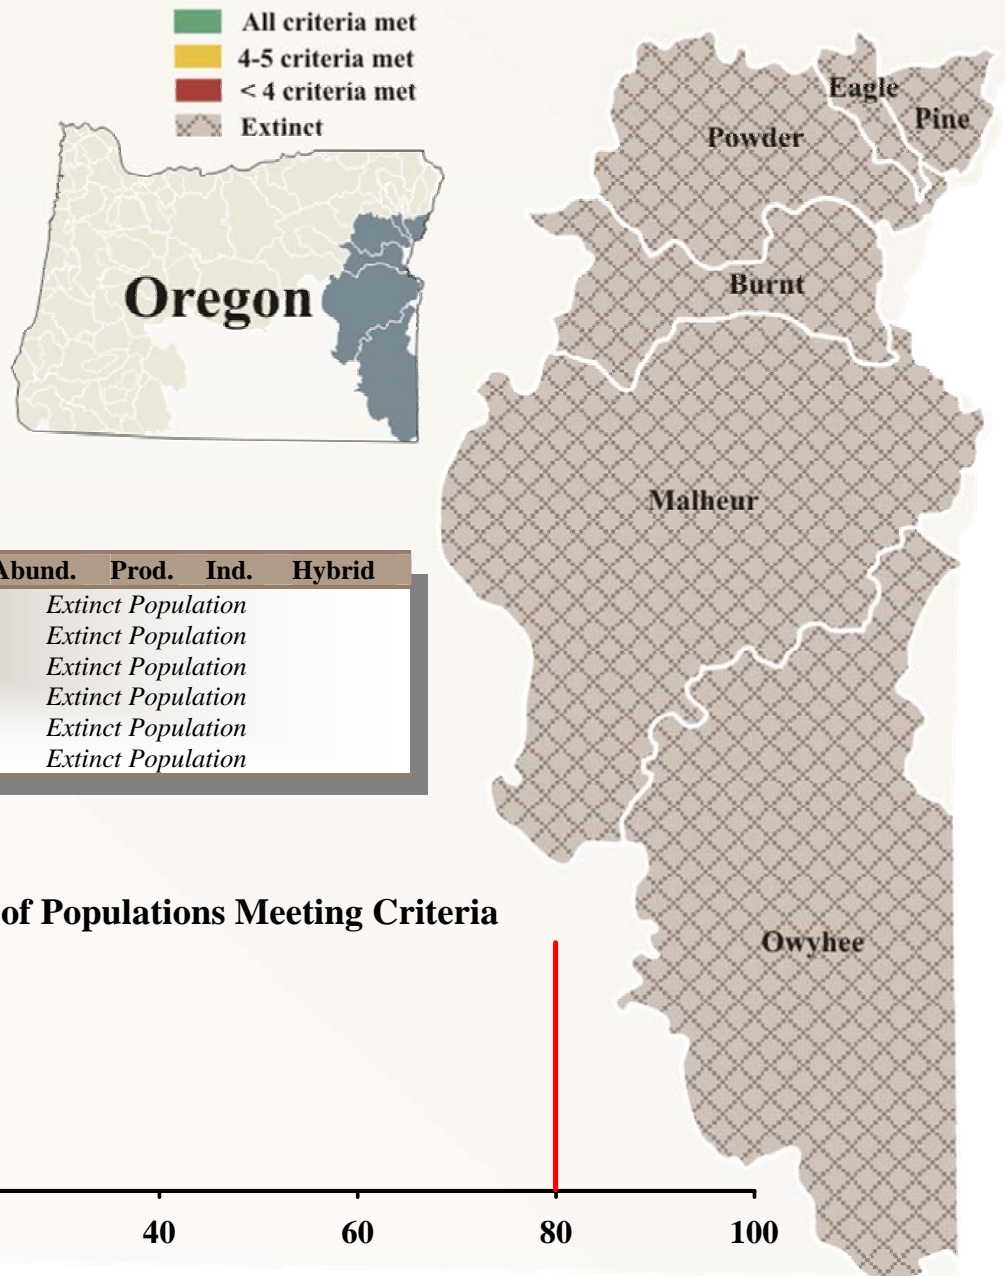 All criteria met
4-5 criteria met
< 4 criteria met
Extinct
Oregon
Eagle
Pine
Powder
Burnt
Malheur
Owyhee
Abund. Prod. Ind. Hybrid
Extinct Population
Extinct Population
Extinct Population
Extinct Population
Extinct Population
Extinct Population
of Populations Meeting Criteria
40 60 80 100